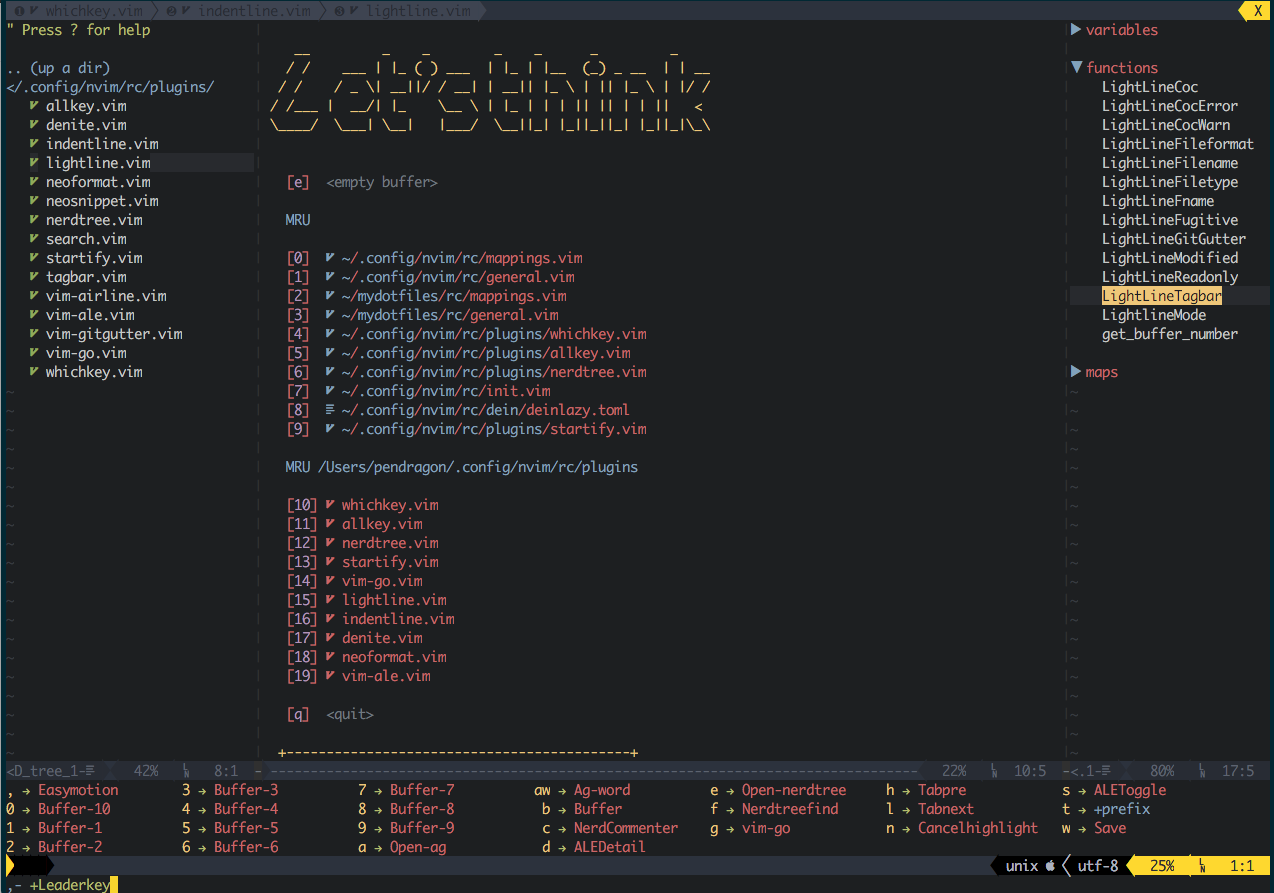 ❶ whichkey.vim ❷ indentline.vim ❸ lightline.vim X
" Press ? for help
.. (up a dir)
</.config/nvim/rc/plugins/
allkey.vim
denite.vim
indentline.vim
lightline.vim
neoformat.vim
neosnippet.vim
nerdtree.vim
search.vim
startify.vim
tagbar.vim
vim-airline.vim
vim-ale.vim
vim-gitgutter.vim
vim-go.vim
whichkey.vim
[e] <empty buffer>
MRU
[0] ~/.config/nvim/rc/mappings.vim
[1] ~/.config/nvim/rc/general.vim
[2] ~/mydotfiles/rc/mappings.vim
[3] ~/mydotfiles/rc/general.vim
[4] ~/.config/nvim/rc/plugins/whichkey.vim
[5] ~/.config/nvim/rc/plugins/allkey.vim
[6] ~/.config/nvim/rc/plugins/nerdtree.vim
[7] ~/.config/nvim/rc/init.vim
[8] ~/.config/nvim/rc/dein/deinlazy.toml
[9] ~/.config/nvim/rc/plugins/startify.vim
MRU /Users/pendragon/.config/nvim/rc/plugins
[10] whichkey.vim
[11] allkey.vim
[12] nerdtree.vim
[13] startify.vim
[14] vim-go.vim
[15] lightline.vim
[16] indentline.vim
[17] denite.vim
[18] neoformat.vim
[19] vim-ale.vim
[q] <quit>
+-------------------------------------------+
▶ variables
▼ functions
LightLineCoc
LightLineCocError
LightLineCocWarn
LightLineFileformat
LightLineFilename
LightLineFiletype
LightLineFname
LightLineFugitive
LightLineGitGutter
LightLineModified
LightLineReadonly
LightLineTagbar
LightlineMode
get_buffer_number
▶ maps
<D_tree_1- 42% 8:1 - 22% 10:5 -<.1- 80% 17:5
, → Easymotion 3 → Buffer-3 7 → Buffer-7 aw → Ag-word e → Open-nerdtree h → Tabpre s → ALEToggle
0 → Buffer-10 4 → Buffer-4 8 → Buffer-8 b → Buffer f → Nerdtreefind l → Tabnext t → +prefix
1 → Buffer-1 5 → Buffer-5 9 → Buffer-9 c → NerdCommenter g → vim-go n → Cancelhighlight w → Save
2 → Buffer-2 6 → Buffer-6 a → Open-ag d → ALEDetail
unix utf-8 25% 1:1
,- +Leaderkey